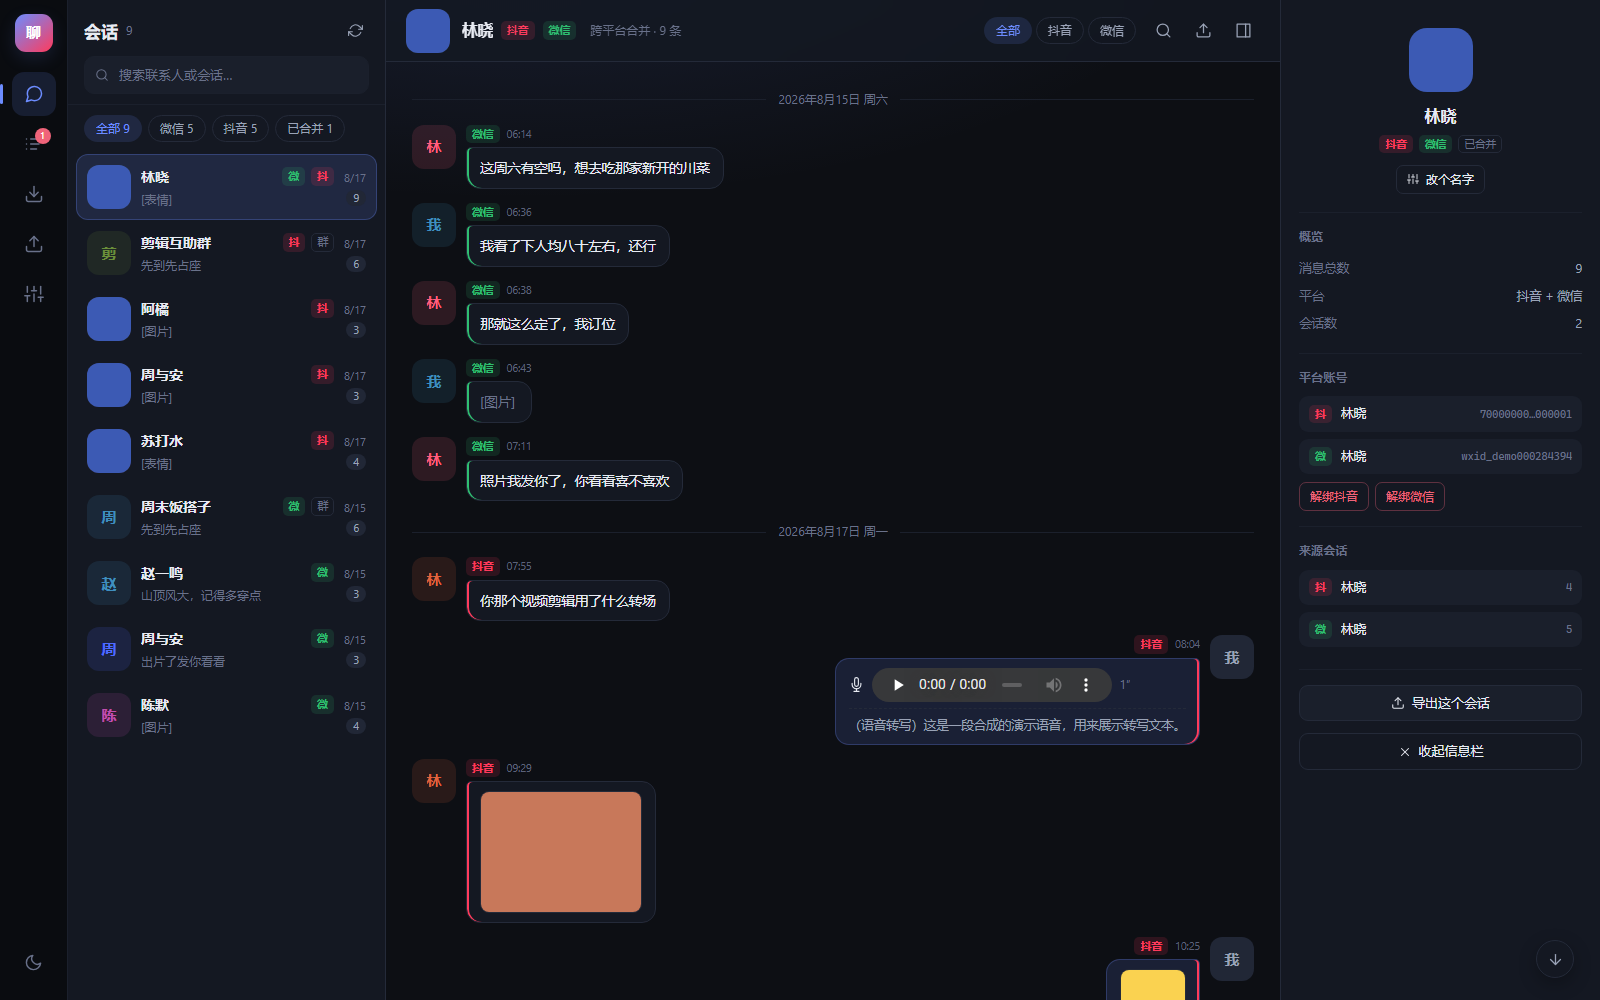 聊
1
会话 9
搜索联系人或会话...
全部 9
微信 5
抖音 5
已合并 1
林晓
微
抖
8/17
[表情]
9
剪
剪辑互助群
抖
群
8/17
先到先占座
6
阿橘
抖
8/17
[图片]
3
周与安
抖
8/17
[图片]
3
苏打水
抖
8/17
[表情]
4
周
周末饭搭子
微
群
8/15
先到先占座
6
赵
赵一鸣
微
8/15
山顶风大，记得多穿点
3
周
周与安
微
8/15
出片了发你看看
3
陈
陈默
微
8/15
[图片]
4
林晓
抖音
微信
跨平台合并 · 9 条
全部
抖音
微信
2026年8月15日 周六
林
微信 06:14
这周六有空吗，想去吃那家新开的川菜
我
微信 06:36
我看了下人均八十左右，还行
林
微信 06:38
那就这么定了，我订位
我
微信 06:43
[图片]
林
微信 07:11
照片我发你了，你看看喜不喜欢
2026年8月17日 周一
林
抖音 07:55
你那个视频剪辑用了什么转场
抖音 08:04
我
0:00 / 0:00
1"
（语音转写）这是一段合成的演示语音，用来展示转写文本。
林
抖音 09:29
抖音 10:25
我
林晓
抖音
微信
已合并
改个名字
概览
消息总数 9
平台 抖音 + 微信
会话数 2
平台账号
抖 林晓 70000000…000001
微 林晓 wxid_demo000284394
解绑抖音
解绑微信
来源会话
抖 林晓 4
微 林晓 5
导出这个会话
收起信息栏